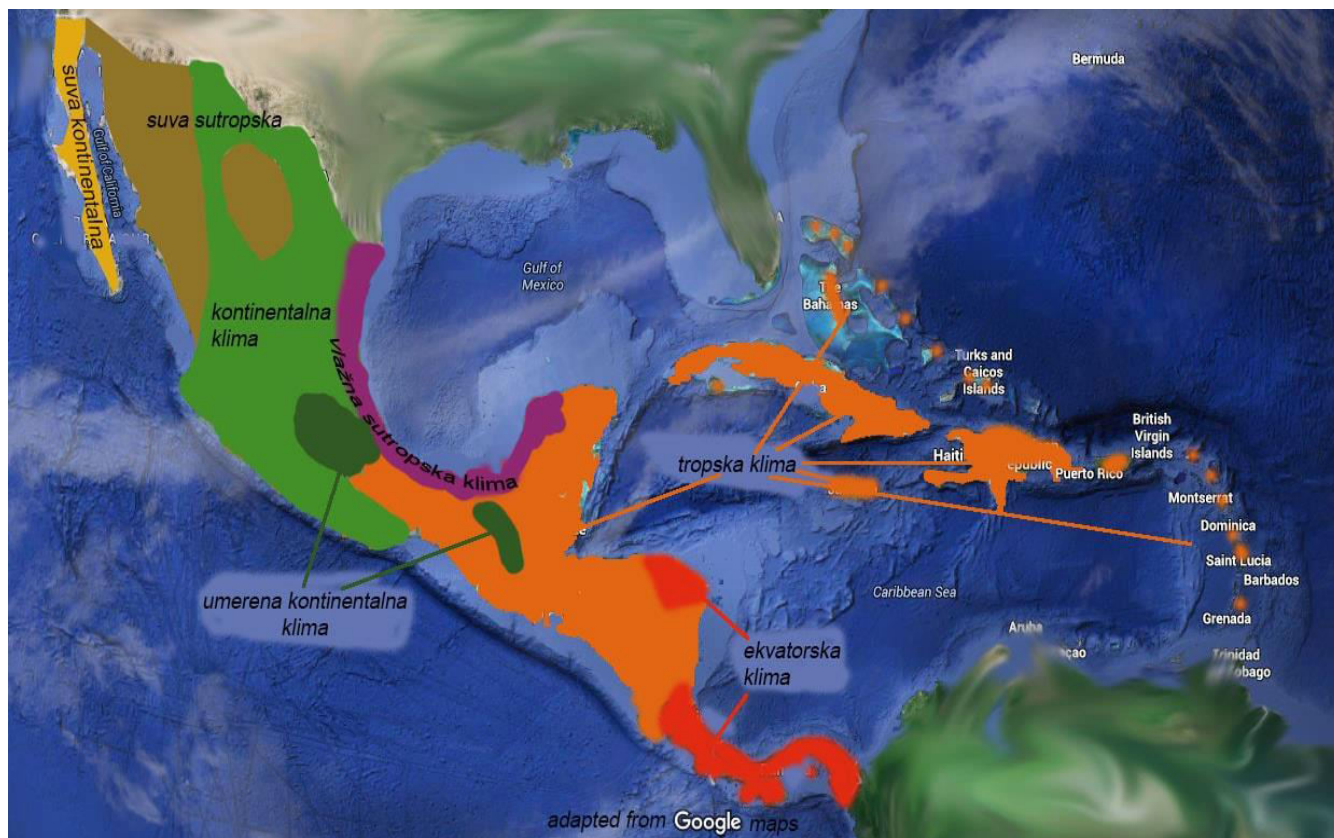 Bermuda
suva kontinentalna
Gulf of California
suva sutropska
kontinentalna
klima
vlažna sutropska klima
Gulf of
Mexico
The
Bahamas
Turks and
Caicos
Islands
British
Virgin
Islands
tropska klima
Haiti
Puerto Rico
Montserrat
Dominica
Saint Lucia
Barbados
Grenada
umerena kontinentalna
klima
Caribbean Sea
ekvatorska
klima
Aruba
Trinidad
Tobago
adapted from Google maps